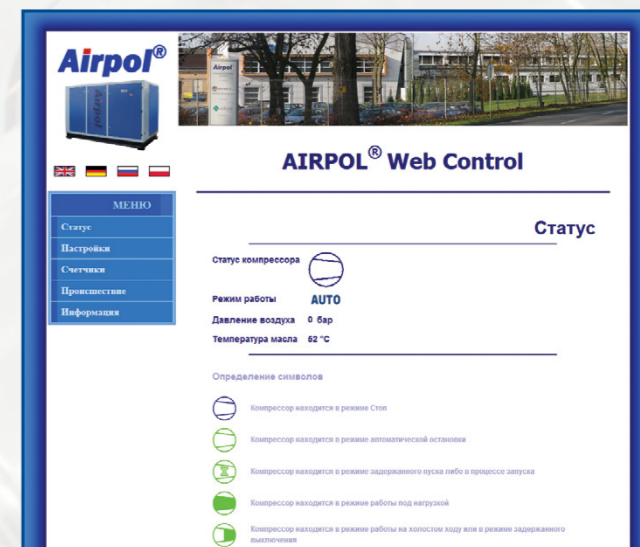 Airpol®
Airpol
Airpol
AIRPOL® Web Control
МЕНЮ
Статус
Настройки
Счетчики
Происшествие
Информация
Статус
Статус компрессора
Режим работы AUTO
Давление воздуха 0 бар
Температура масла 52 °C
Определение символов
Компрессор находится в режиме Стоп
Компрессор находится в режиме автоматической остановки
Компрессор находится в режиме задержанного пуска либо в процессе запуска
Компрессор находится в режиме работы под нагрузкой
Компрессор находится в режиме работы на холостом ходу или в режиме задержанного
выключения